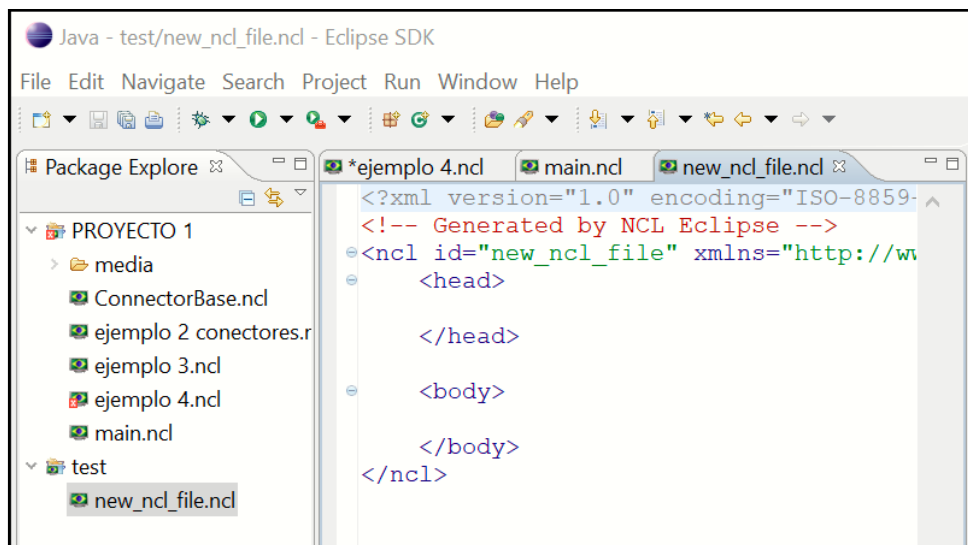 Java - test/new_ncl_file.ncl - Eclipse SDK
File Edit Navigate Search Project Run Window Help
Package Explore
*ejemplo 4.ncl main.ncl new_ncl_file.ncl
PROYECTO 1
media
ConnectorBase.ncl
ejemplo 2 conectores.r
ejemplo 3.ncl
ejemplo 4.ncl
main.ncl
test
new_ncl_file.ncl
<?xml version="1.0" encoding="ISO-8859-
<!-- Generated by NCL Eclipse -->
<ncl id="new_ncl_file" xmlns="http://ww
<head>
</head>
<body>
</body>
</ncl>